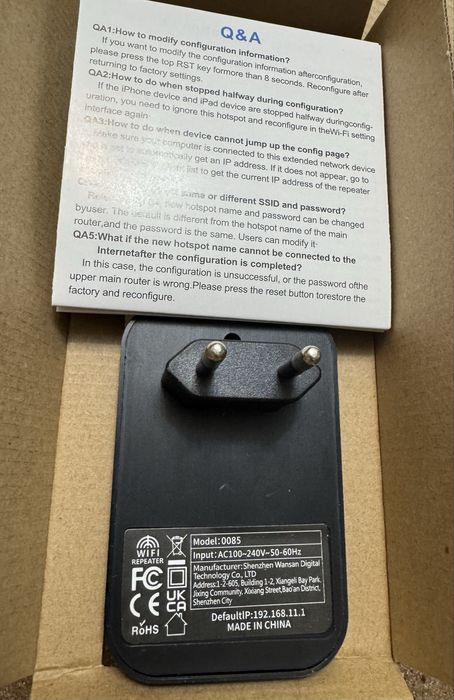 Q&A
QA1:How to modify configuration information?
If you want to modify the configuration information afterconfiguration,
please press the top RST key formore than 8 seconds. Reconfigure after
returning to factory settings.
QA2:How to do when stopped halfway during configuration?
If the iPhone device and iPad device are stopped halfway duringconfig-
uration, you need to ignore this hotspot and reconfigure in theWi-Fi setting
interface again
QA3:How to do when device cannot jump up the config page?
Make sure your computer is connected to this extended network device
is set to automatically get an IP address. If it does not appear, go to
list to get the current IP address of the repeater
same or different SSID and password?
new hotspot name and password can be changed
byuser. The default is different from the hotspot name of the main
router,and the password is the same. Users can modify it·
QA5:What if the new hotspot name cannot be connected to the
Internetafter the configuration is completed?
In this case, the configuration is unsuccessful, or the password ofthe
upper main router is wrong.Please press the reset button torestore the
factory and reconfigure.
WIFI
REPEATER
FC
CE
UK
CA
RoHS
Model:0085
Input:AC100~240V~50-60Hz
Manufacturer:Shenzhen Wansan Digital
Technology Co., LTD
Address:1-2-605, Building 1-2, Xiangeli Bay Park,
Jixing Community, Xixiang Street,Bao'an District,
Shenzhen City
DefaultIP:192.168.11.1
MADE IN CHINA